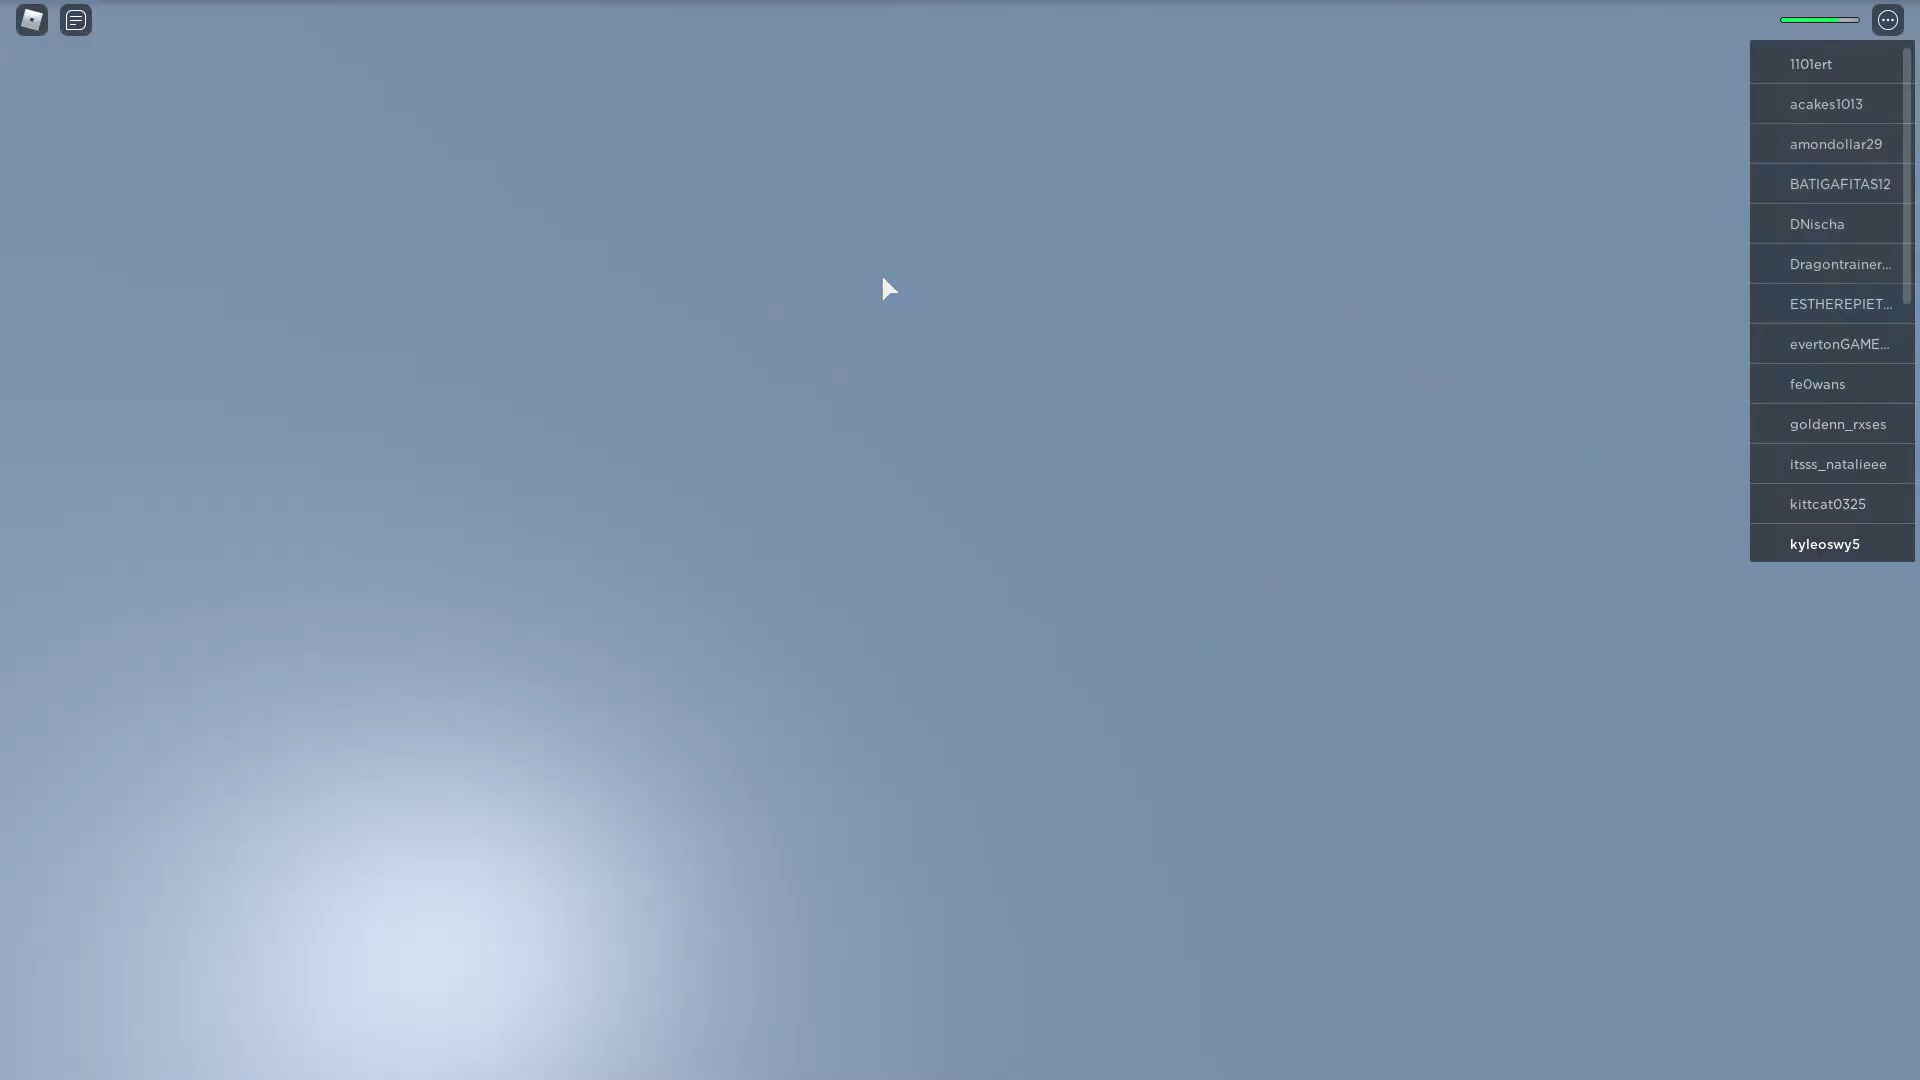 1101ert
acakes1013
amondollar29
BATIGAFITAS12
DNischa
Dragontrainer...
ESTHEREPIET...
evertonGAME...
fe0wans
goldenn_rxses
itsss_natalieee
kittcat0325
kyleoswy5